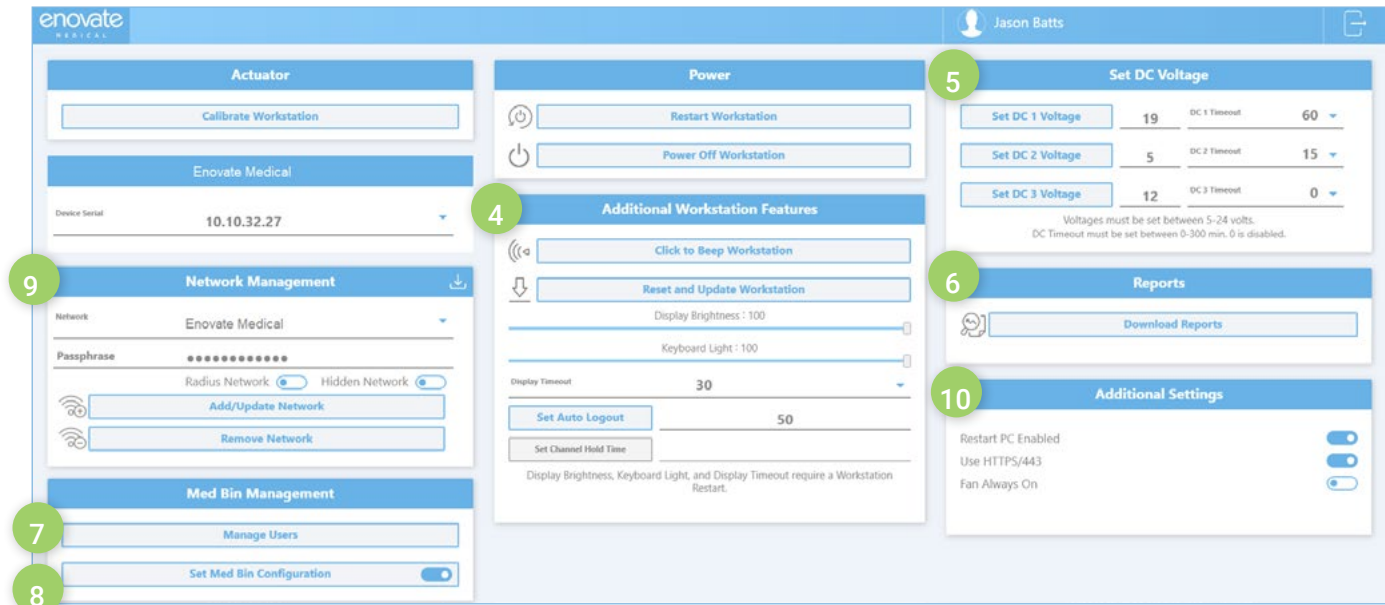 enovate
MEDICAL
Jason Batts
Actuator
Calibrate Workstation
Enovate Medical
Device Serial
10.10.32.27
9
Network Management
Network
Enovate Medical
Passphrase
●●●●●●●●●●●●
Radius Network Hidden Network
Add/Update Network
Remove Network
Med Bin Management
7
Manage Users
Set Med Bin Configuration
8
Power
Restart Workstation
Power Off Workstation
4
Additional Workstation Features
Click to Beep Workstation
Reset and Update Workstation
Display Brightness : 100
Keyboard Light : 100
Display Timeout 30
Set Auto Logout 50
Set Channel Hold Time
Display Brightness, Keyboard Light, and Display Timeout require a Workstation
Restart.
5
Set DC Voltage
Set DC 1 Voltage 19 DC 1 Timeout 60
Set DC 2 Voltage 5 DC 2 Timeout 15
Set DC 3 Voltage 12 DC 3 Timeout 0
Voltages must be set between 5-24 volts.
DC Timeout must be set between 0-300 min. 0 is disabled.
6
Reports
Download Reports
10
Additional Settings
Restart PC Enabled
Use HTTPS/443
Fan Always On